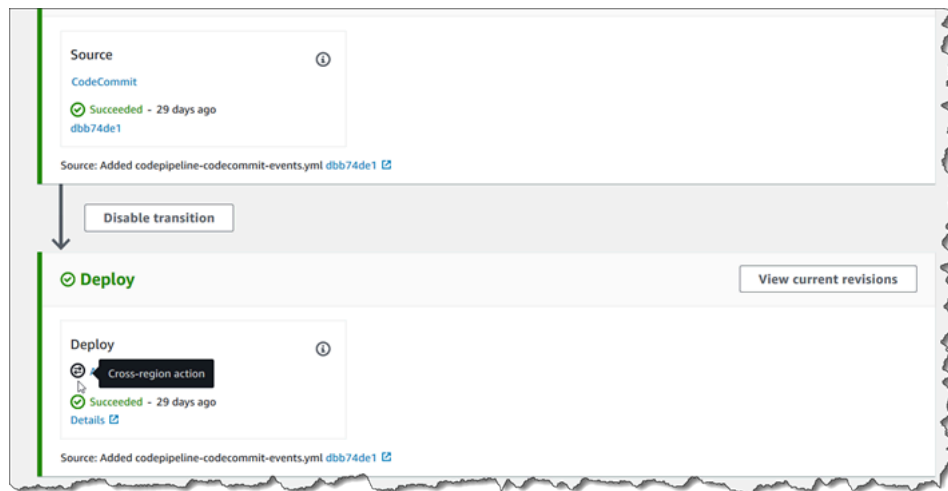 Source
CodeCommit
Succeeded - 29 days ago
dbb74de1
Source: Added codepipeline-codecommit-events.yml dbb74de1
Disable transition
Deploy
View current revisions
Deploy
Cross-region action
Succeeded - 29 days ago
Details
Source: Added codepipeline-codecommit-events.yml dbb74de1